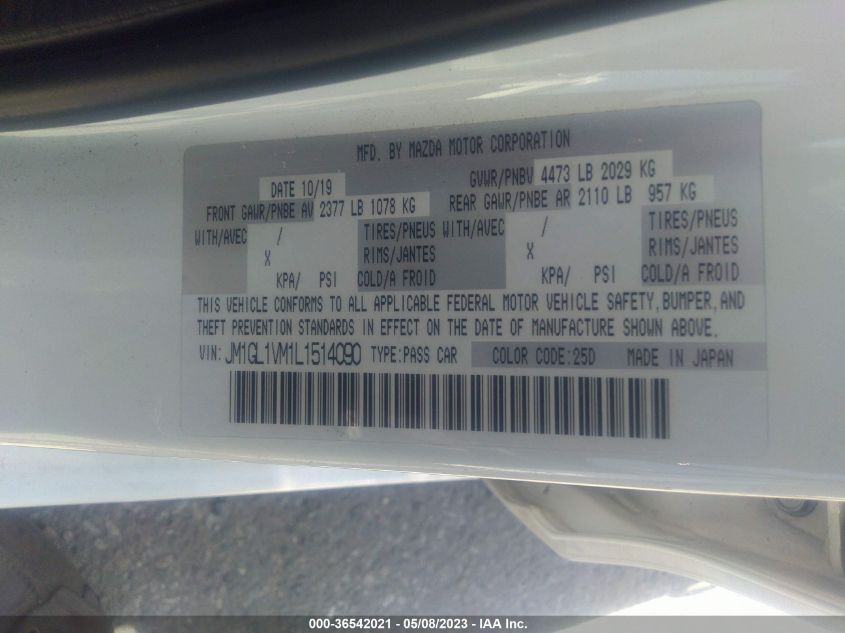 MFD. BY MAZDA MOTOR CORPORATION
DATE 10/19 GVWR/PNBV 4473 LB 2029 KG
FRONT GAWR/PNBE AV 2377 LB 1078 KG REAR GAWR/PNBE AR 2110 LB 957 KG
WITH/AVEC / TIRES/PNEUS WITH/AVEC / TIRES/PNEUS
X RIMS/JANTES X RIMS/JANTES
KPA/ PSI COLD/A FROID KPA/ PSI COLD/A FROID
THIS VEHICLE CONFORMS TO ALL APPLICABLE FEDERAL MOTOR VEHICLE SAFETY, BUMPER, AND
THEFT PREVENTION STANDARDS IN EFFECT ON THE DATE OF MANUFACTURE SHOWN ABOVE.
VIN: JM1GL1VM1L1514090 TYPE: PASS CAR COLOR CODE: 25D MADE IN JAPAN
000-36542021 - 05/08/2023 - © IAA Inc.